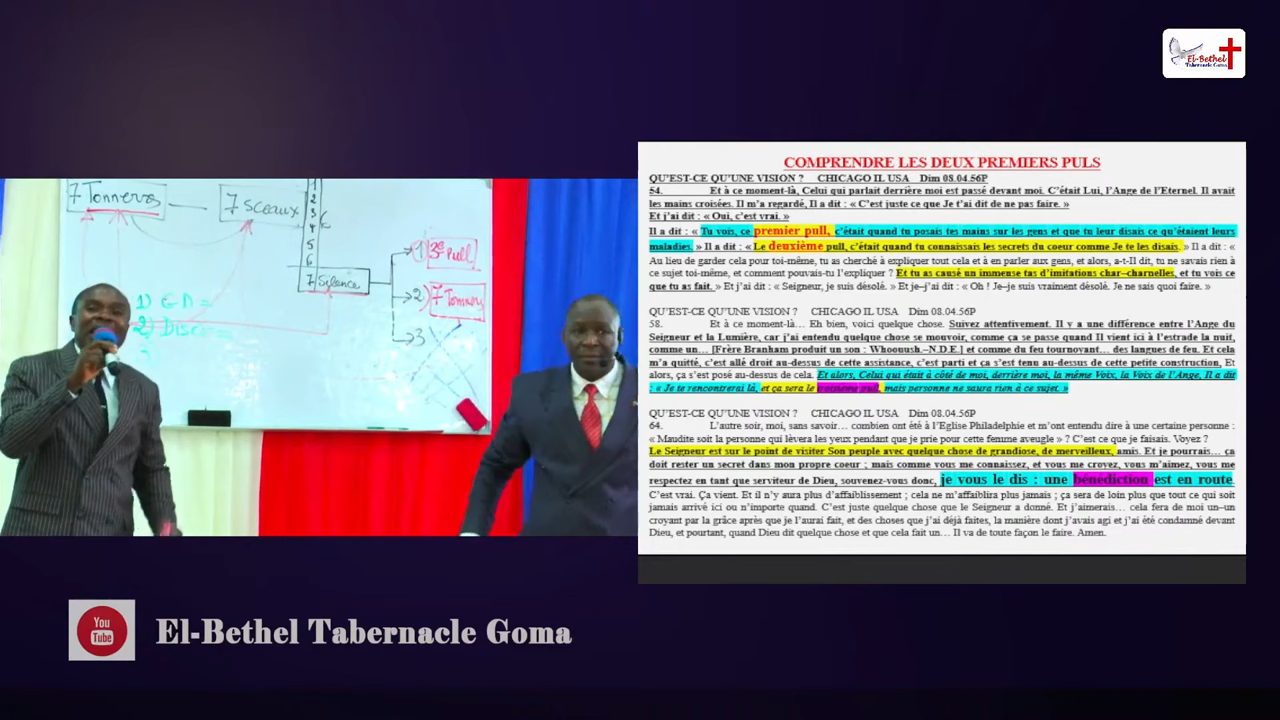 El-Bethel
Tabernacle Goma
7 Tonnerres
7 Sceaux
1
2
3
4
5
6
7 Silence
1) 3e Pull
2) 7 Tonners
3
1) G D =
2)
COMPRENDRE LES DEUX PREMIERS PULS
QU'EST-CE QU'UNE VISION ? CHICAGO IL USA Dim 08.04.56P
54. Et à ce moment-là, Celui qui parlait derrière moi est passé devant moi. C'était Lui, l'Ange de l'Eternel. Il avait
les mains croisées. Il m'a regardé, Il a dit : « C'est juste ce que Je t'ai dit de ne pas faire. »
Et j'ai dit : « Oui, c'est vrai. »
Il a dit : « Tu vois, ce premier pull, c'était quand tu posais tes mains sur les gens et que tu leur disais ce qu'étaient leurs
maladies. » Il a dit : « Le deuxième pull, c'était quand tu connaissais les secrets du coeur comme Je te les disais. » Il a dit : «
Au lieu de garder cela pour toi-même, tu as cherché à expliquer tout cela et à en parler aux gens, et alors, a-t-Il dit, tu ne savais rien à
ce sujet toi-même, et comment pouvais-tu l'expliquer ? Et tu as causé un immense tas d'imitations char–charnelles, et tu vois ce
que tu as fait. » Et j'ai dit : « Seigneur, je suis désolé. » Et je–j'ai dit : « Oh ! Je–je suis vraiment désolé. Je ne sais quoi faire. »
QU'EST-CE QU'UNE VISION ? CHICAGO IL USA Dim 08.04.56P
58. Et à ce moment-là… Eh bien, voici quelque chose. Suivez attentivement. Il y a une différence entre l'Ange du
Seigneur et la Lumière, car j'ai entendu quelque chose se mouvoir, comme ça se passe quand Il vient ici à l'estrade la nuit,
comme un… [Frère Branham produit un son : Whoouush.–N.D.E.] et comme du feu tournoyant… des langues de feu. Et cela
m'a quitté, c'est allé droit au-dessus de cette assistance, c'est parti et ça s'est tenu au-dessus de cette petite construction, Et
alors, ça s'est posé au-dessus de cela. Et alors, Celui qui était à côté de moi, derrière moi, la même Voix, la Voix de l'Ange, Il a dit
: « Je te rencontrerai là, et ça sera le troisième pull, mais personne ne saura rien à ce sujet. »
QU'EST-CE QU'UNE VISION ? CHICAGO IL USA Dim 08.04.56P
64. L'autre soir, moi, sans savoir… combien ont été à l'Eglise Philadelphie et m'ont entendu dire à une certaine personne :
« Maudite soit la personne qui lèvera les yeux pendant que je prie pour cette femme aveugle » ? C'est ce que je faisais. Voyez ?
Le Seigneur est sur le point de visiter Son peuple avec quelque chose de grandiose, de merveilleux, amis. Et je pourrais… ça
doit rester un secret dans mon propre coeur ; mais comme vous me connaissez, et vous me croyez, vous m'aimez, vous me
respectez en tant que serviteur de Dieu, souvenez-vous donc, je vous le dis : une bénédiction est en route.
C'est vrai. Ça vient. Et il n'y aura plus d'affaiblissement ; cela ne m'affaiblira plus jamais ; ça sera de loin plus que tout ce qui soit
jamais arrivé ici ou n'importe quand. C'est juste quelque chose que le Seigneur a donné. Et j'aimerais… cela fera de moi un–un
croyant par la grâce après que je l'aurai fait, et des choses que j'ai déjà faites, la manière dont j'avais agi et j'ai été condamné devant
Dieu, et pourtant, quand Dieu dit quelque chose et que cela fait un… Il va de toute façon le faire. Amen.
You
Tube
El-Bethel Tabernacle Goma